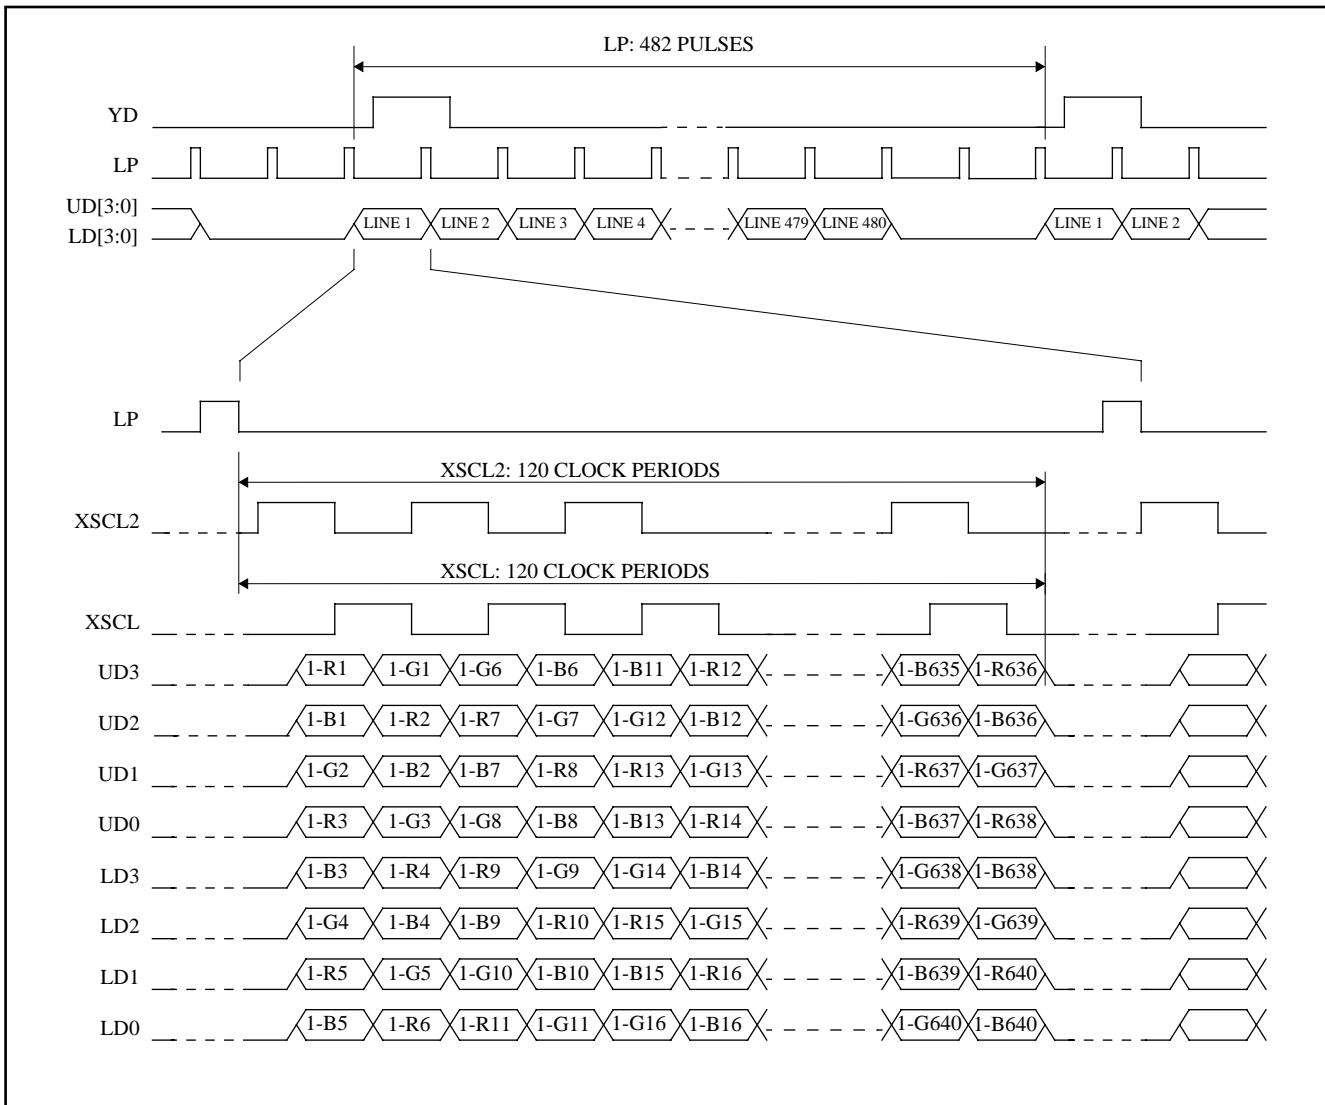 LP: 482 PULSES
YD
LP
UD[3:0]
LD[3:0]
LINE 1 LINE 2 LINE 3 LINE 4 LINE 479 LINE 480 LINE 1 LINE 2
LP
XSCL2: 120 CLOCK PERIODS
XSCL2
XSCL: 120 CLOCK PERIODS
XSCL
UD3 1-R1 1-G1 1-G6 1-B6 1-B11 1-R12 1-B635 1-R636
UD2 1-B1 1-R2 1-R7 1-G7 1-G12 1-B12 1-G636 1-B636
UD1 1-G2 1-B2 1-B7 1-R8 1-R13 1-G13 1-R637 1-G637
UD0 1-R3 1-G3 1-G8 1-B8 1-B13 1-R14 1-B637 1-R638
LD3 1-B3 1-R4 1-R9 1-G9 1-G14 1-B14 1-G638 1-B638
LD2 1-G4 1-B4 1-B9 1-R10 1-R15 1-G15 1-R639 1-G639
LD1 1-R5 1-G5 1-G10 1-B10 1-B15 1-R16 1-B639 1-R640
LD0 1-B5 1-R6 1-R11 1-G11 1-G16 1-B16 1-G640 1-B640